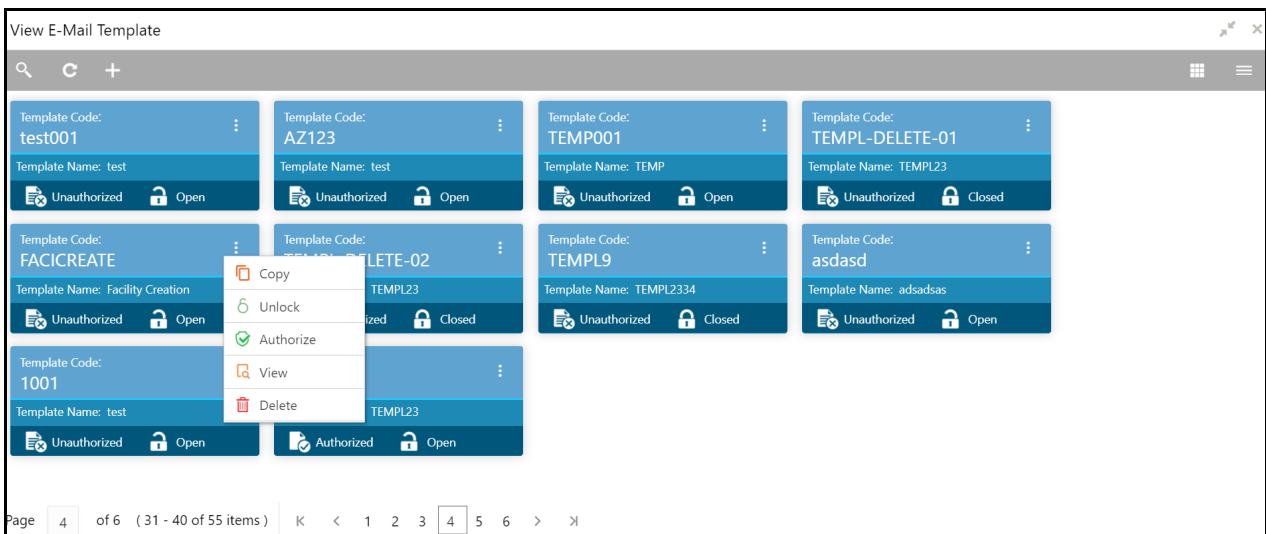 View E-Mail Template
Template Code:
test001
Template Name: test
Unauthorized Open
Template Code:
AZ123
Template Name: test
Unauthorized Open
Template Code:
TEMP001
Template Name: TEMP
Unauthorized Open
Template Code:
TEMPL-DELETE-01
Template Name: TEMPL23
Unauthorized Closed
Template Code:
FACICREATE
Template Name: Facility Creation
Unauthorized Open
Template Code:
TEMPL-DELETE-02
TEMPL23
Closed
Template Code:
TEMPL9
Template Name: TEMPL2334
Unauthorized Closed
Template Code:
asdasd
Template Name: adsadsas
Unauthorized Open
Copy
Unlock
Authorize
View
Delete
Template Code:
1001
Template Name: test
Unauthorized Open
TEMPL23
Authorized Open
Page 4 of 6 ( 31 - 40 of 55 items ) 1 2 3 4 5 6